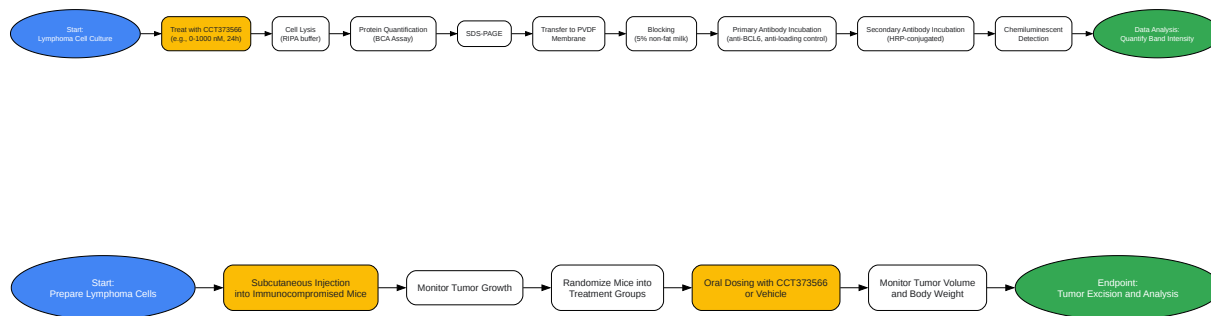 Start:
Lymphoma Cell Culture
Treat with CCT373566
(e.g., 0-1000 nM, 24h)
Cell Lysis
(RIPA buffer)
Protein Quantification
(BCA Assay)
SDS-PAGE
Transfer to PVDF
Membrane
Blocking
(5% non-fat milk)
Primary Antibody Incubation
(anti-BCL6, anti-loading control)
Secondary Antibody Incubation
(HRP-conjugated)
Chemiluminescent
Detection
Data Analysis:
Quantify Band Intensity
Start:
Prepare Lymphoma Cells
Subcutaneous Injection
into Immunocompromised Mice
Monitor Tumor Growth
Randomize Mice into
Treatment Groups
Oral Dosing with CCT373566
or Vehicle
Monitor Tumor Volume
and Body Weight
Endpoint:
Tumor Excision and Analysis